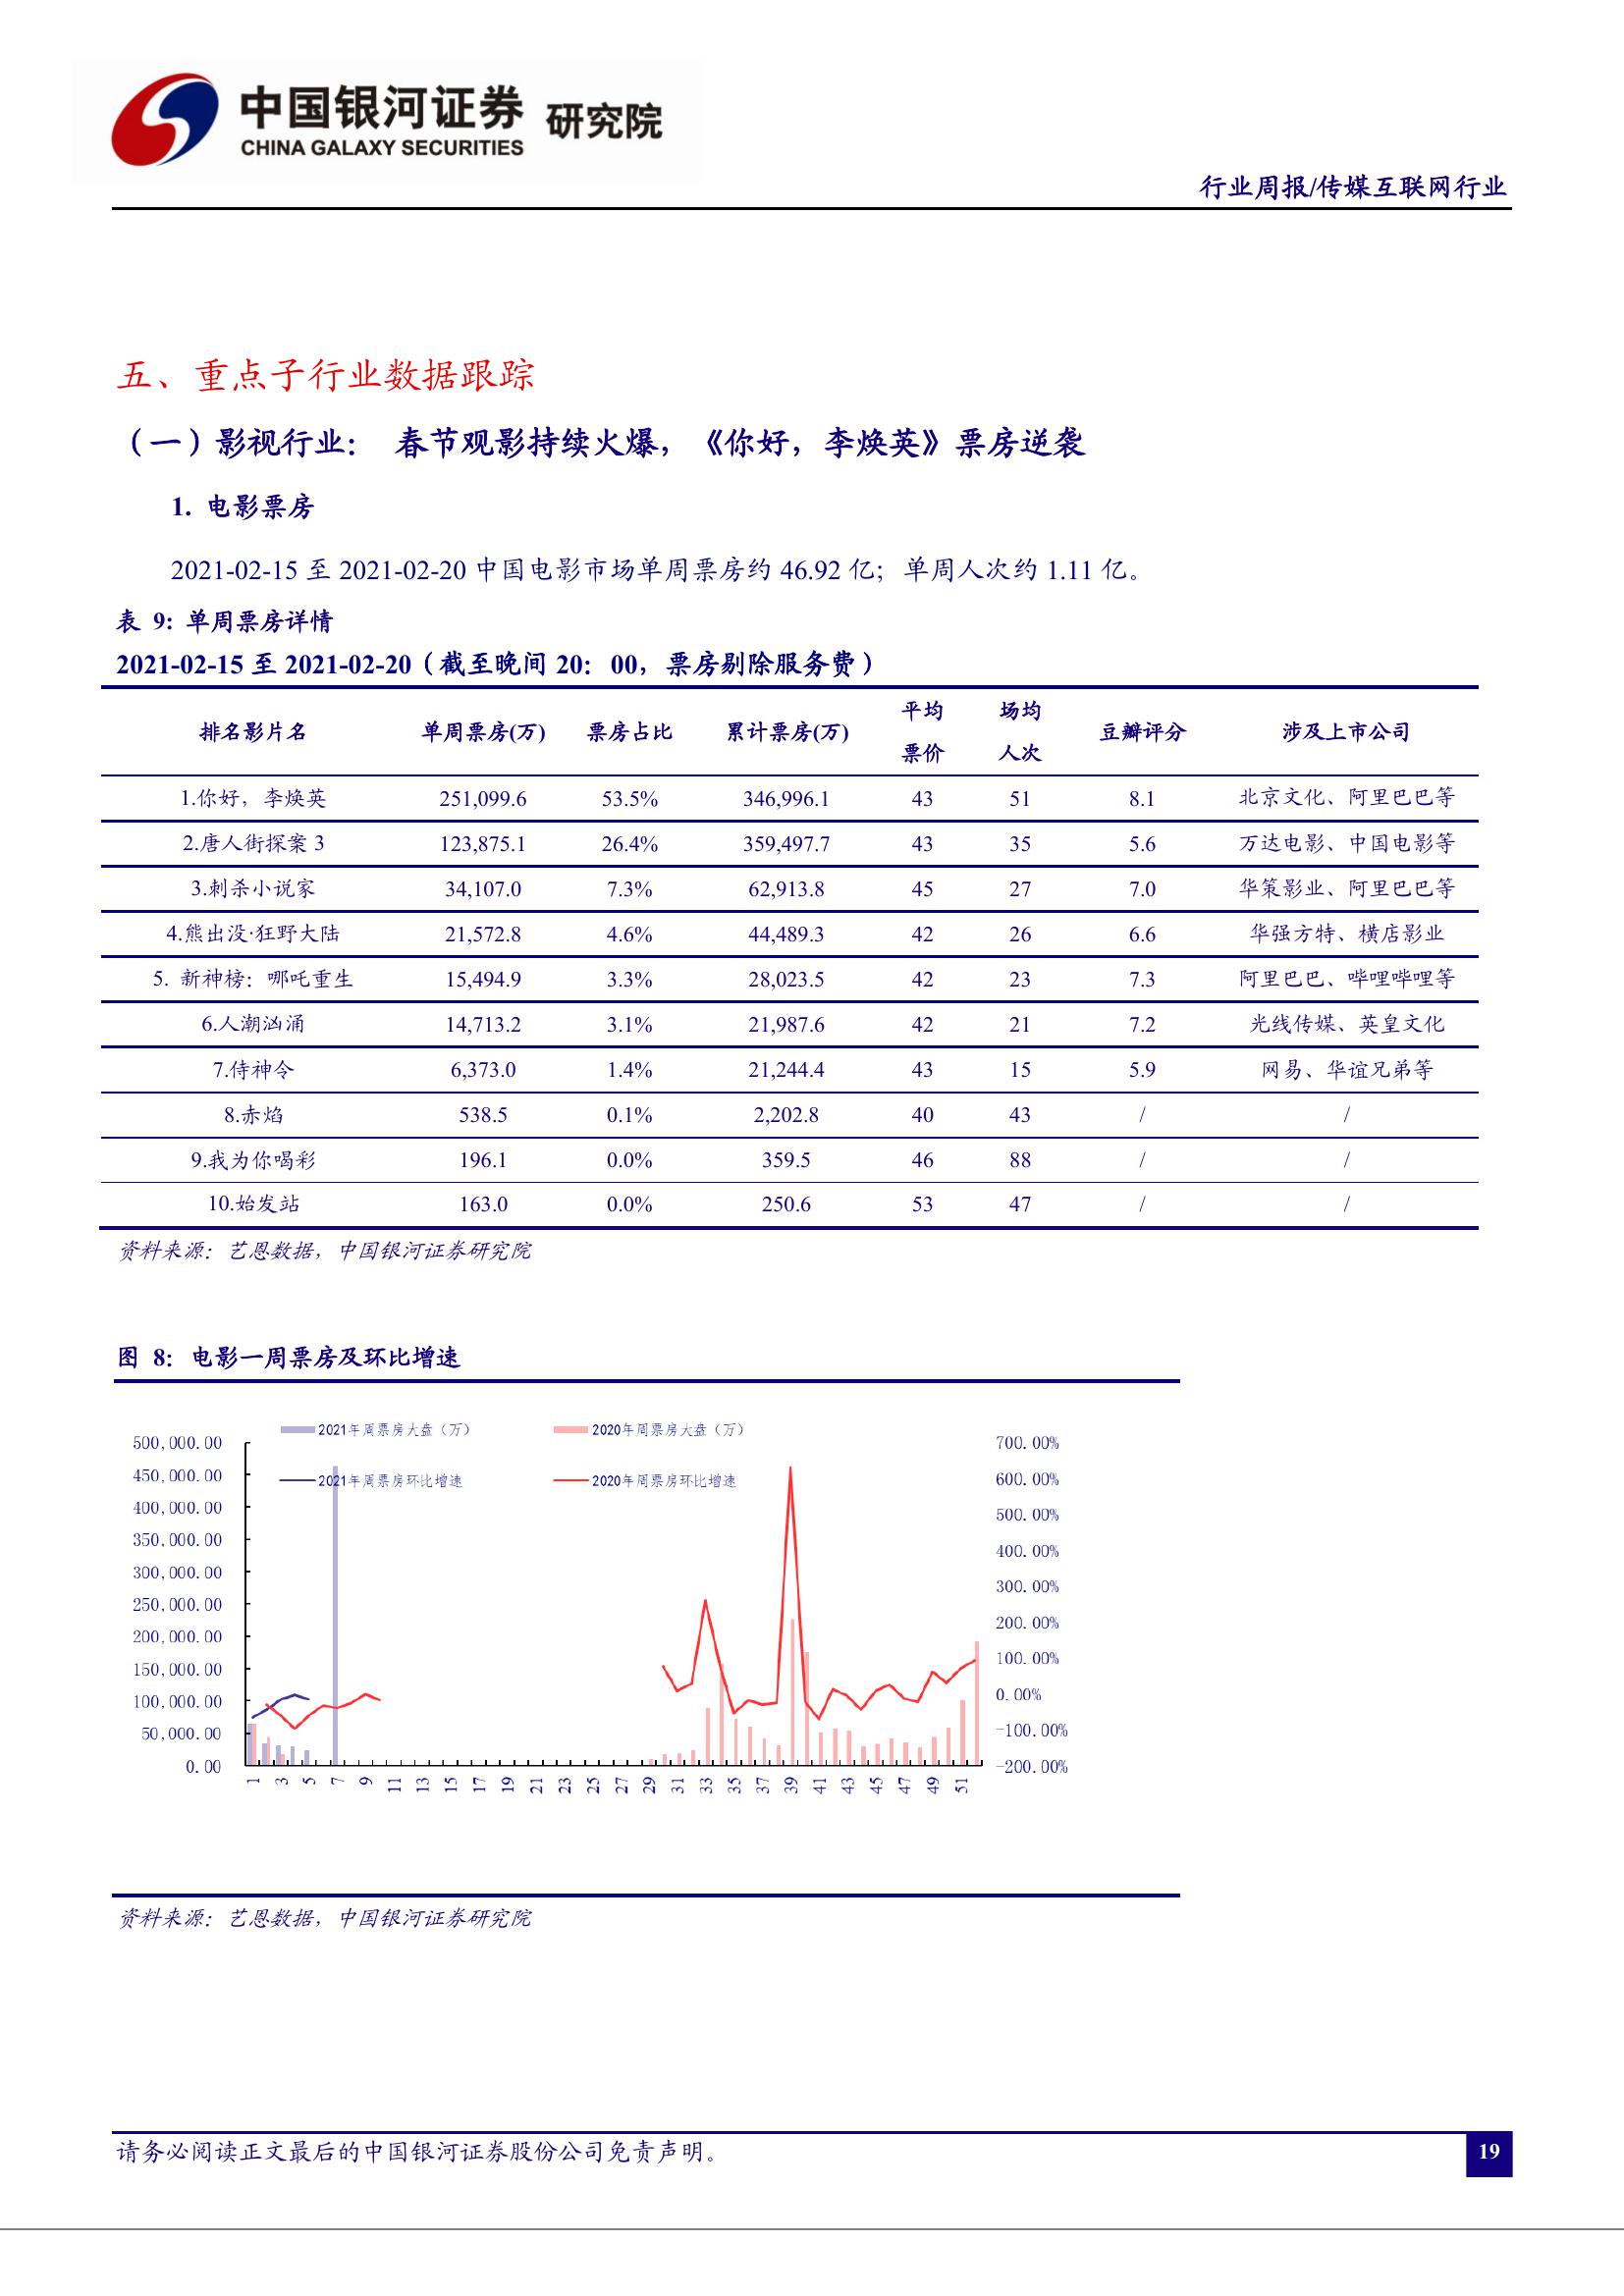 中国银河证券 研究院
CHINA GALAXY SECURITIES
行业周报/传媒互联网行业
五、重点子行业数据跟踪
（一）影视行业： 春节观影持续火爆，《你好，李焕英》票房逆袭
1. 电影票房
2021-02-15 至 2021-02-20 中国电影市场单周票房约 46.92 亿；单周人次约 1.11 亿。
表 9: 单周票房详情
2021-02-15 至 2021-02-20（截至晚间 20：00，票房剔除服务费）
排名影片名 单周票房(万) 票房占比 累计票房(万) 平均票价 场均人次 豆瓣评分 涉及上市公司
1.你好，李焕英 251,099.6 53.5% 346,996.1 43 51 8.1 北京文化、阿里巴巴等
2.唐人街探案 3 123,875.1 26.4% 359,497.7 43 35 5.6 万达电影、中国电影等
3.刺杀小说家 34,107.0 7.3% 62,913.8 45 27 7.0 华策影业、阿里巴巴等
4.熊出没·狂野大陆 21,572.8 4.6% 44,489.3 42 26 6.6 华强方特、横店影业
5. 新神榜：哪吒重生 15,494.9 3.3% 28,023.5 42 23 7.3 阿里巴巴、哔哩哔哩等
6.人潮汹涌 14,713.2 3.1% 21,987.6 42 21 7.2 光线传媒、英皇文化
7.侍神令 6,373.0 1.4% 21,244.4 43 15 5.9 网易、华谊兄弟等
8.赤焰 538.5 0.1% 2,202.8 40 43 / /
9.我为你喝彩 196.1 0.0% 359.5 46 88 / /
10.始发站 163.0 0.0% 250.6 53 47 / /
资料来源：艺恩数据，中国银河证券研究院
图 8: 电影一周票房及环比增速
2021年周票房大盘（万） 2020年周票房大盘（万）
2021年周票房环比增速 2020年周票房环比增速
500,000.00 700.00%
450,000.00 600.00%
400,000.00 500.00%
350,000.00 400.00%
300,000.00 300.00%
250,000.00 200.00%
200,000.00 100.00%
150,000.00 0.00%
100,000.00 -100.00%
50,000.00 -200.00%
0.00
1 3 5 7 9 11 13 15 17 19 21 23 25 27 29 31 33 35 37 39 41 43 45 47 49 51
资料来源：艺恩数据，中国银河证券研究院
请务必阅读正文最后的中国银河证券股份公司免责声明。
19